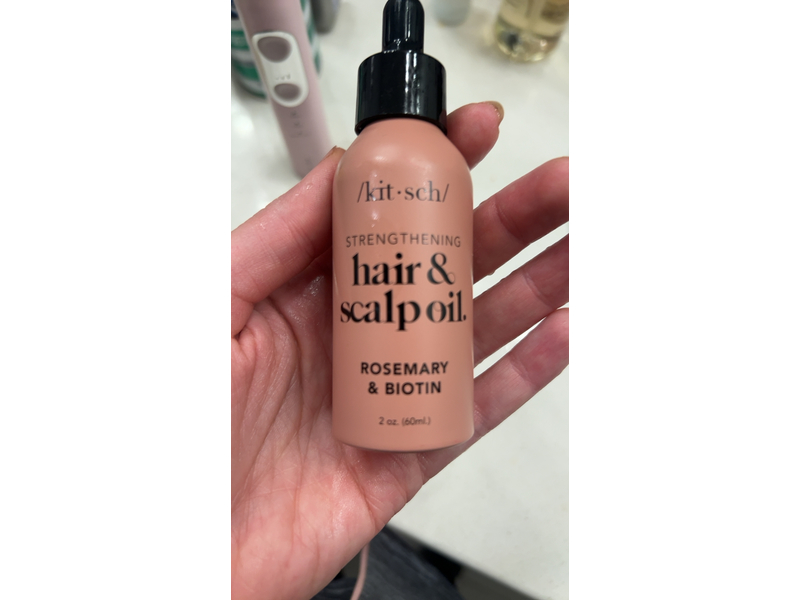 /kit·sch/
STRENGTHENING
hair &
scalp oil.
ROSEMARY
& BIOTIN
2 oz. (60ml.)